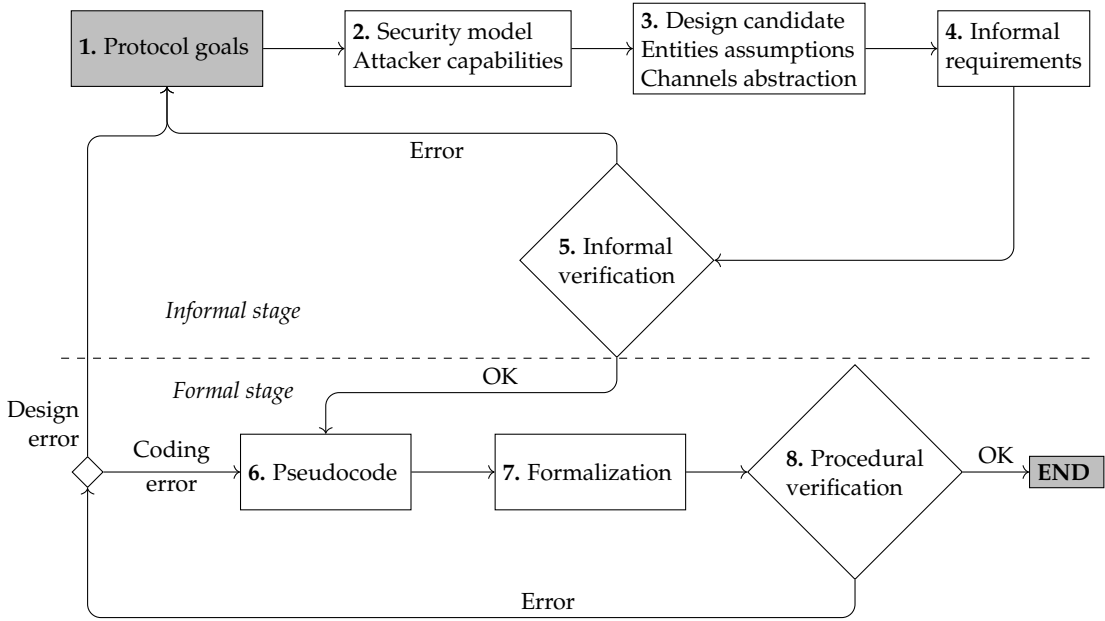 1. Protocol goals
2. Security model
Attacker capabilities
3. Design candidate
Entities assumptions
Channels abstraction
4. Informal
requirements
Error
5. Informal
verification
Informal stage
Formal stage
OK
Design
error
Coding
error
6. Pseudocode
7. Formalization
8. Procedural
verification
OK
END
Error